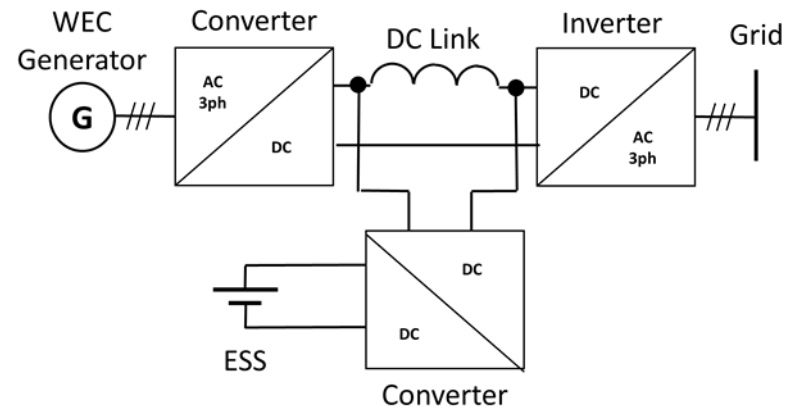 WEC
Generator
G
Converter
AC
3ph
DC
DC Link
Inverter
DC
AC
3ph
Grid
DC
DC
ESS
Converter